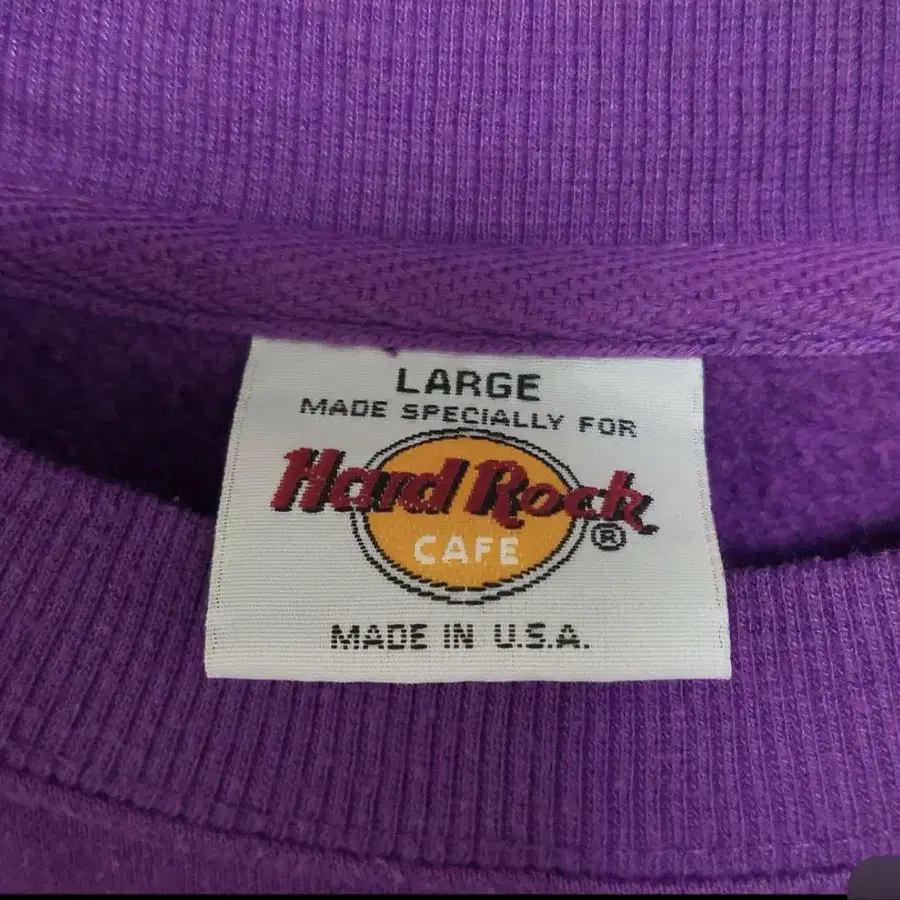 LARGE
MADE SPECIALLY FOR
Hard Rock
CAFE ®
MADE IN U.S.A.